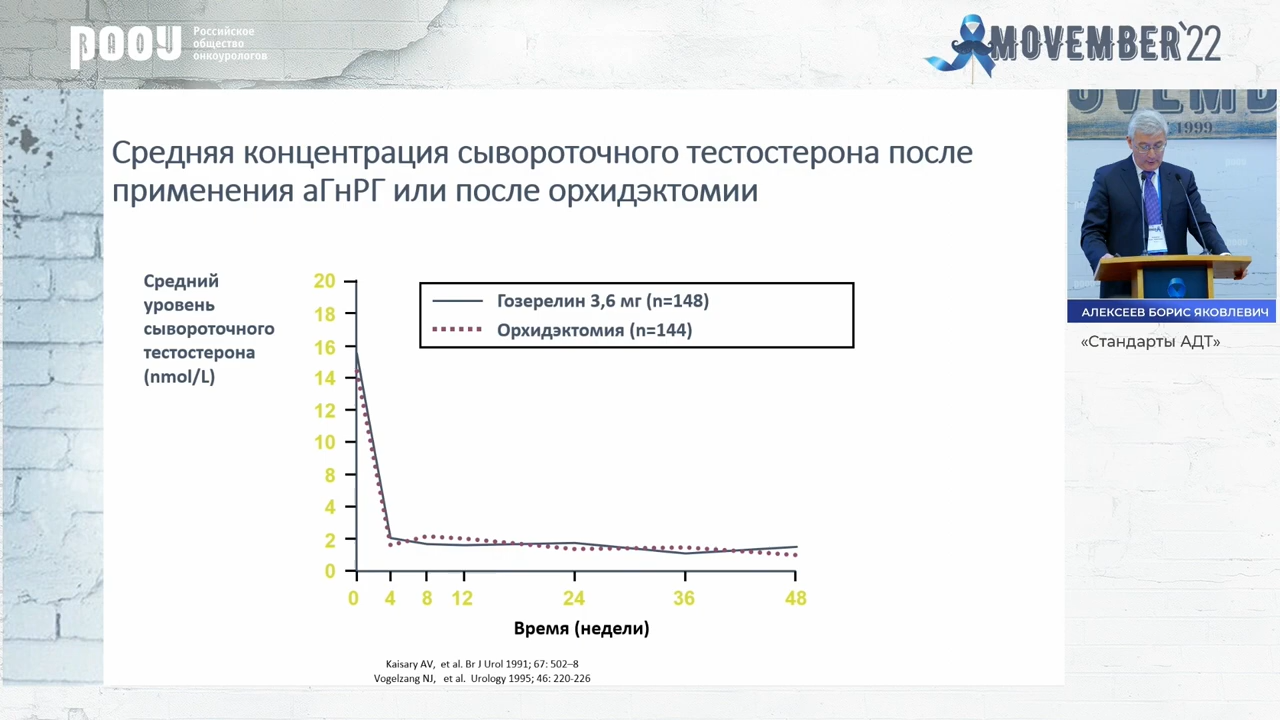 РООУ
Российское
общество
онкоурологов
MOVEMBER'22
Средняя концентрация сывороточного тестостерона после
применения аГнРГ или после орхидэктомии
Средний
уровень
сывороточного
тестостерона
(nmol/L)
20
18
16
14
12
10
8
4
2
0
Гозерелин 3,6 мг (n=148)
Орхидэктомия (n=144)
0 4 8 12 24 36 48
Время (недели)
Kaisary AV, et al. Br J Urol 1991; 67: 502–8
Vogelzang NJ, et al. Urology 1995; 46: 220-226
1999
АЛЕКСЕЕВ БОРИС ЯКОВЛЕВИЧ
«Стандарты АДТ»